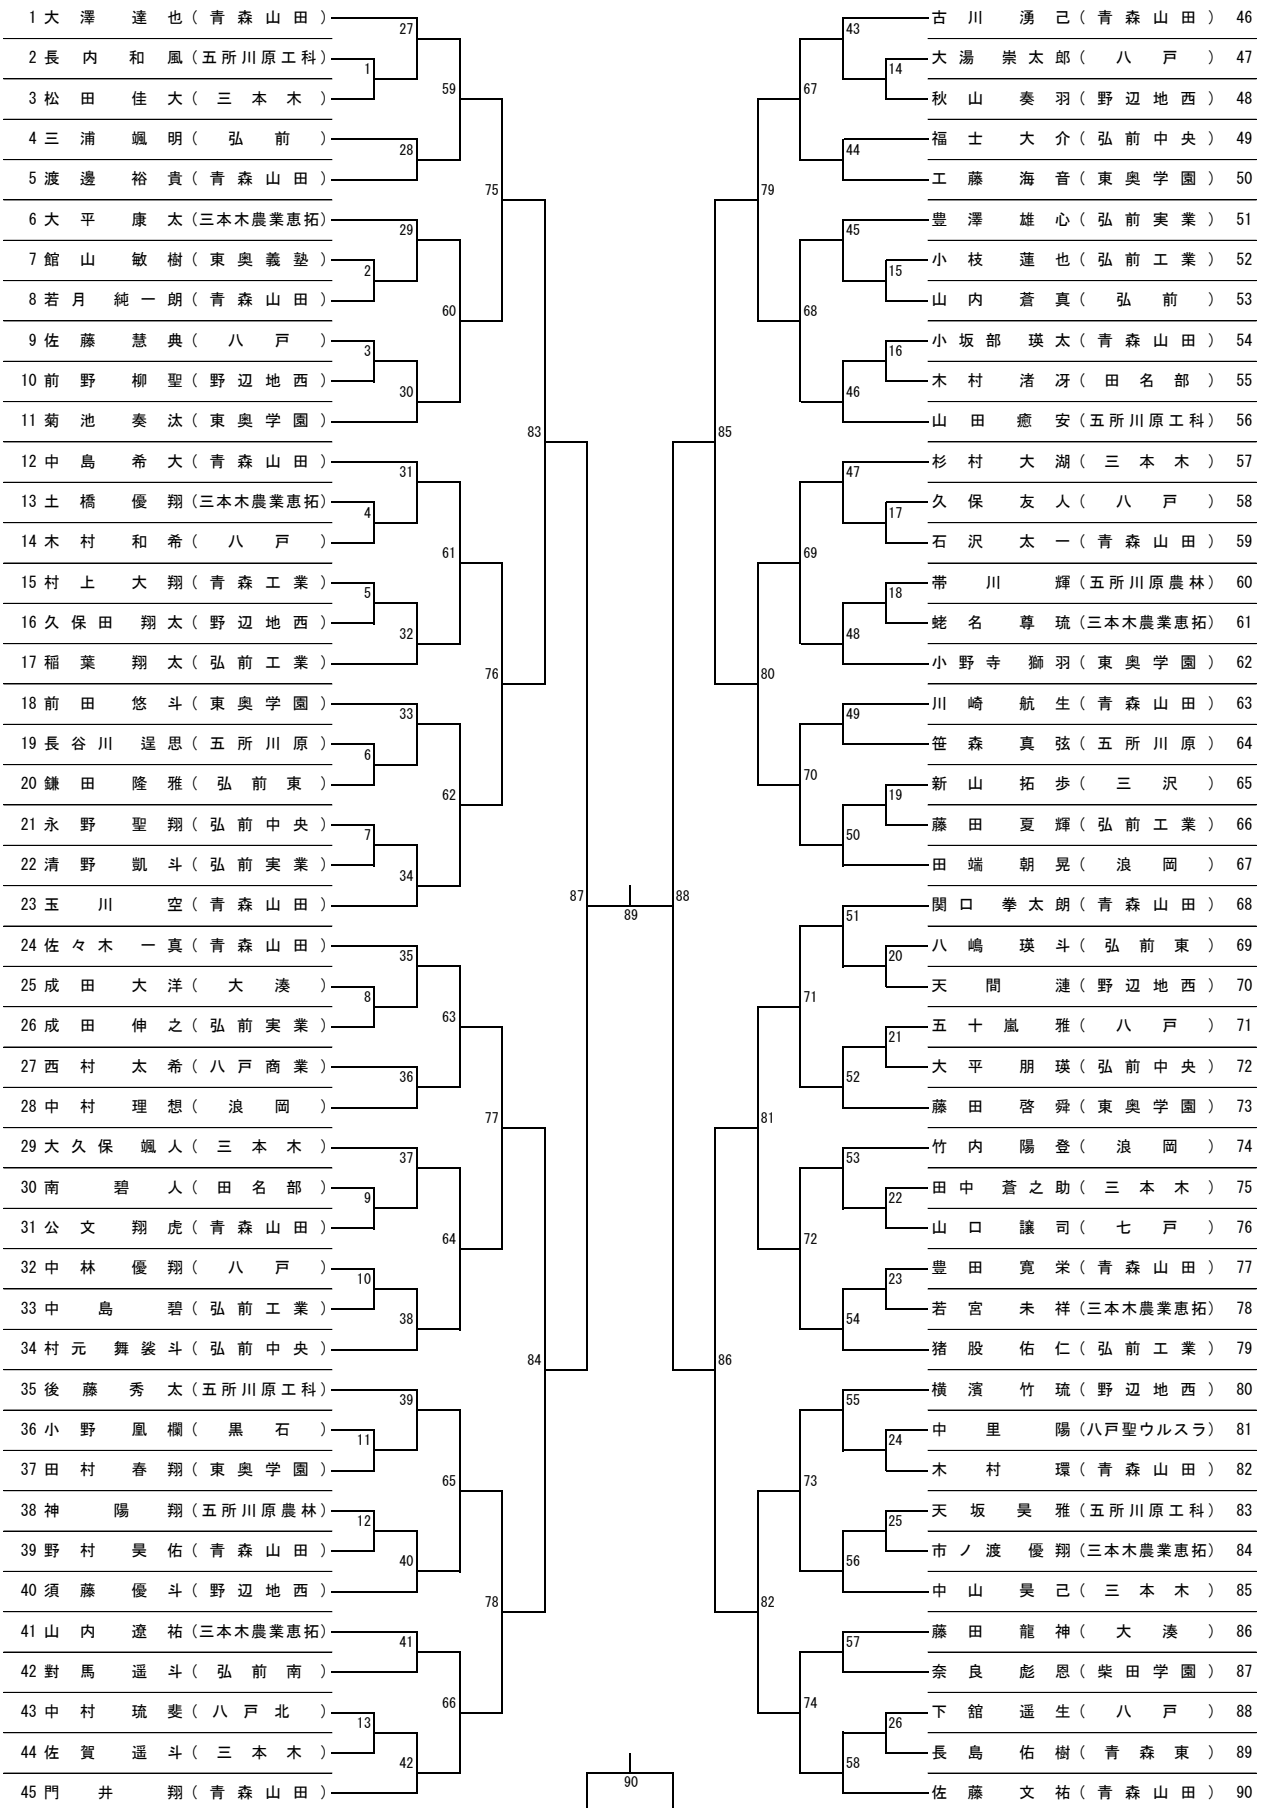 1 大澤 達也 (青森山田)
2 長内 和風 (五所川原工科)
3 松田 佳大 (三本木)
4 三浦 颯明 (弘前)
5 渡邊 裕貴 (青森山田)
6 大平 康太 (三本木農業恵拓)
7 館山 敏樹 (東奥義塾)
8 若月 純一朗 (青森山田)
9 佐藤 慧典 (八戸)
10 前野 柳聖 (野辺地西)
11 菊池 奏汰 (東奥学園)
12 中島 希大 (青森山田)
13 土橋 優翔 (三本木農業恵拓)
14 木村 和希 (八戸)
15 村上 大翔 (青森工業)
16 久保田 翔太 (野辺地西)
17 稲葉 翔太 (弘前工業)
18 前田 悠斗 (東奥学園)
19 長谷川 逞思 (五所川原)
20 鎌田 隆雅 (弘前東)
21 永野 聖翔 (弘前中央)
22 清野 凱斗 (弘前実業)
23 玉川 空 (青森山田)
24 佐々木 一真 (青森山田)
25 成田 大洋 (大湊)
26 成田 伸之 (弘前実業)
27 西村 太希 (八戸商業)
28 中村 理想 (浪岡)
29 大久保 颯人 (三本木)
30 南 碧人 (田名部)
31 公文 翔虎 (青森山田)
32 中林 優翔 (八戸)
33 中島 碧 (弘前工業)
34 村元 舞裟斗 (弘前中央)
35 後藤 秀太 (五所川原工科)
36 小野 凰欄 (黒石)
37 田村 春翔 (東奥学園)
38 神 陽翔 (五所川原農林)
39 野村 昊佑 (青森山田)
40 須藤 優斗 (野辺地西)
41 山内 遼祐 (三本木農業恵拓)
42 對馬 遥斗 (弘前南)
43 中村 琉斐 (八戸北)
44 佐賀 遥斗 (三本木)
45 門井 翔 (青森山田)
27
1
59
28
75
29
2
60
3
30
83
31
4
61
5
32
76
33
6
62
7
34
87
35
8
63
36
77
37
9
64
10
38
84
39
11
65
12
40
78
41
66
13
42
89
90
43
14
67
44
79
45
15
68
16
46
85
47
17
69
18
48
80
49
70
19
50
88
51
20
71
21
52
81
53
22
72
23
54
86
55
24
73
25
56
82
57
74
26
58
古川 湧己 (青森山田) 46
大湯 崇太郎 (八戸) 47
秋山 奏羽 (野辺地西) 48
福士 大介 (弘前中央) 49
工藤 海音 (東奥学園) 50
豊澤 雄心 (弘前実業) 51
小枝 蓮也 (弘前工業) 52
山内 蒼真 (弘前) 53
小坂部 瑛太 (青森山田) 54
木村 渚冴 (田名部) 55
山田 癒安 (五所川原工科) 56
杉村 大湖 (三本木) 57
久保 友人 (八戸) 58
石沢 太一 (青森山田) 59
帯川 輝 (五所川原農林) 60
蛯名 尊琉 (三本木農業恵拓) 61
小野寺 獅羽 (東奥学園) 62
川崎 航生 (青森山田) 63
笹森 真弦 (五所川原) 64
新山 拓歩 (三沢) 65
藤田 夏輝 (弘前工業) 66
田端 朝晃 (浪岡) 67
関口 拳太朗 (青森山田) 68
八嶋 瑛斗 (弘前東) 69
天間 漣 (野辺地西) 70
五十嵐 雅 (八戸) 71
大平 朋瑛 (弘前中央) 72
藤田 啓舜 (東奥学園) 73
竹内 陽登 (浪岡) 74
田中 蒼之助 (三本木) 75
山口 譲司 (七戸) 76
豊田 寛栄 (青森山田) 77
若宮 未祥 (三本木農業恵拓) 78
猪股 佑仁 (弘前工業) 79
横濱 竹琉 (野辺地西) 80
中里 陽 (八戸聖ウルスラ) 81
木村 環 (青森山田) 82
天坂 昊雅 (五所川原工科) 83
市ノ渡 優翔 (三本木農業恵拓) 84
中山 昊己 (三本木) 85
藤田 龍神 (大湊) 86
奈良 彪恩 (柴田学園) 87
下舘 遥生 (八戸) 88
長島 佑樹 (青森東) 89
佐藤 文祐 (青森山田) 90